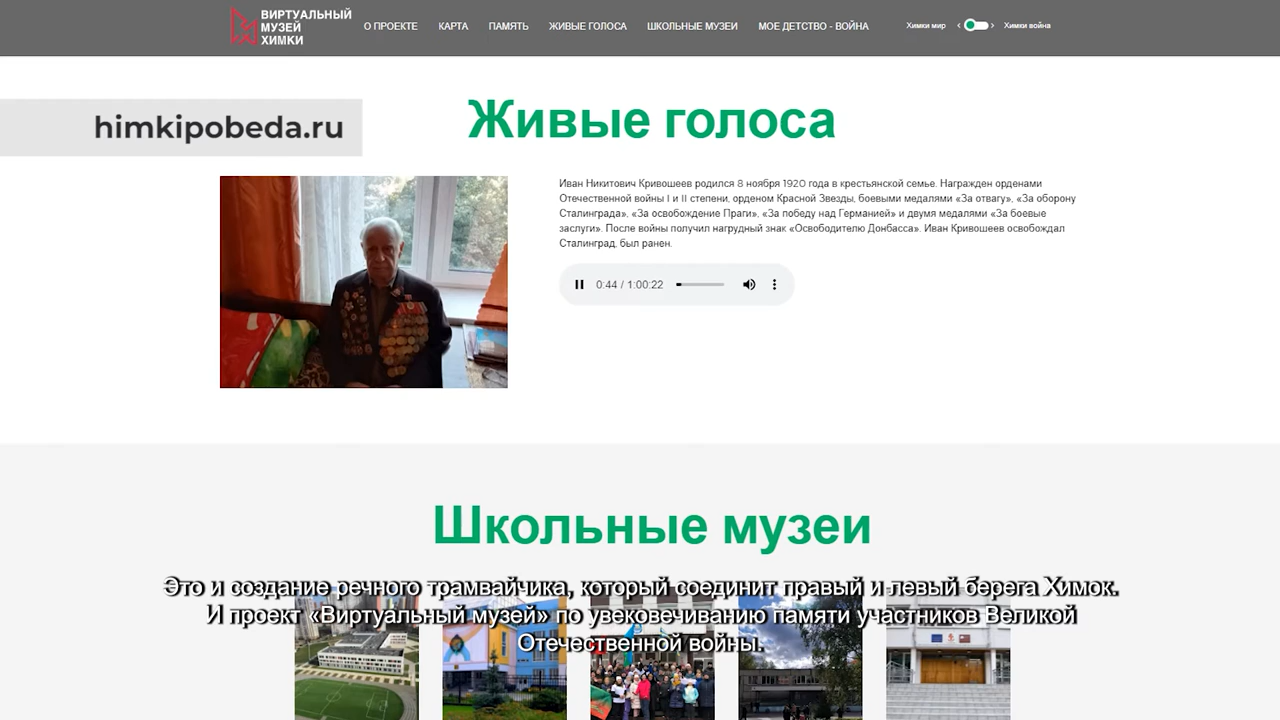 ВИРТУАЛЬНЫЙ
МУЗЕЙ
ХИМКИ
О ПРОЕКТЕ
КАРТА
ПАМЯТЬ
ЖИВЫЕ ГОЛОСА
ШКОЛЬНЫЕ МУЗЕИ
МОЕ ДЕТСТВО - ВОЙНА
Химки мир
Химки война
himkipobeda.ru
Живые голоса
Иван Никитович Кривошеев родился 8 ноября 1920 года в крестьянской семье. Награжден орденами
Отечественной войны I и II степени, орденом Красной Звезды, боевыми медалями «За отвагу», «За оборону
Сталинграда», «За освобождение Праги», «За победу над Германией» и двумя медалями «За боевые
заслуги». После войны получил нагрудный знак «Освободителю Донбасса». Иван Кривошеев освобождал
Сталинград, был ранен.
0:44 / 1:00:22
Школьные музеи
Это и создание речного трамвайчика, который соединит правый и левый берега Химок.
И проект «Виртуальный музей» по увековечиванию памяти участников Великой
Отечественной войны.